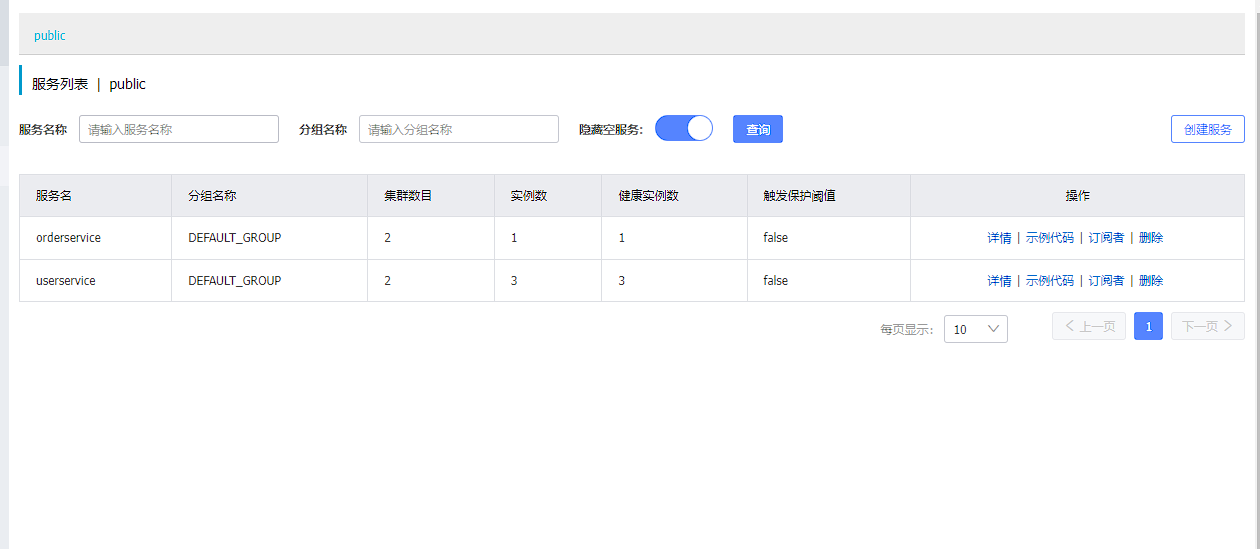 public
服务列表 | public
服务名称 请输入服务名称 分组名称 请输入分组名称 隐藏空服务: 查询 创建服务
服务名 分组名称 集群数目 实例数 健康实例数 触发保护阈值 操作
orderservice DEFAULT_GROUP 2 1 1 false 详情 | 示例代码 | 订阅者 | 删除
userservice DEFAULT_GROUP 2 3 3 false 详情 | 示例代码 | 订阅者 | 删除
每页显示: 10 上一页 1 下一页